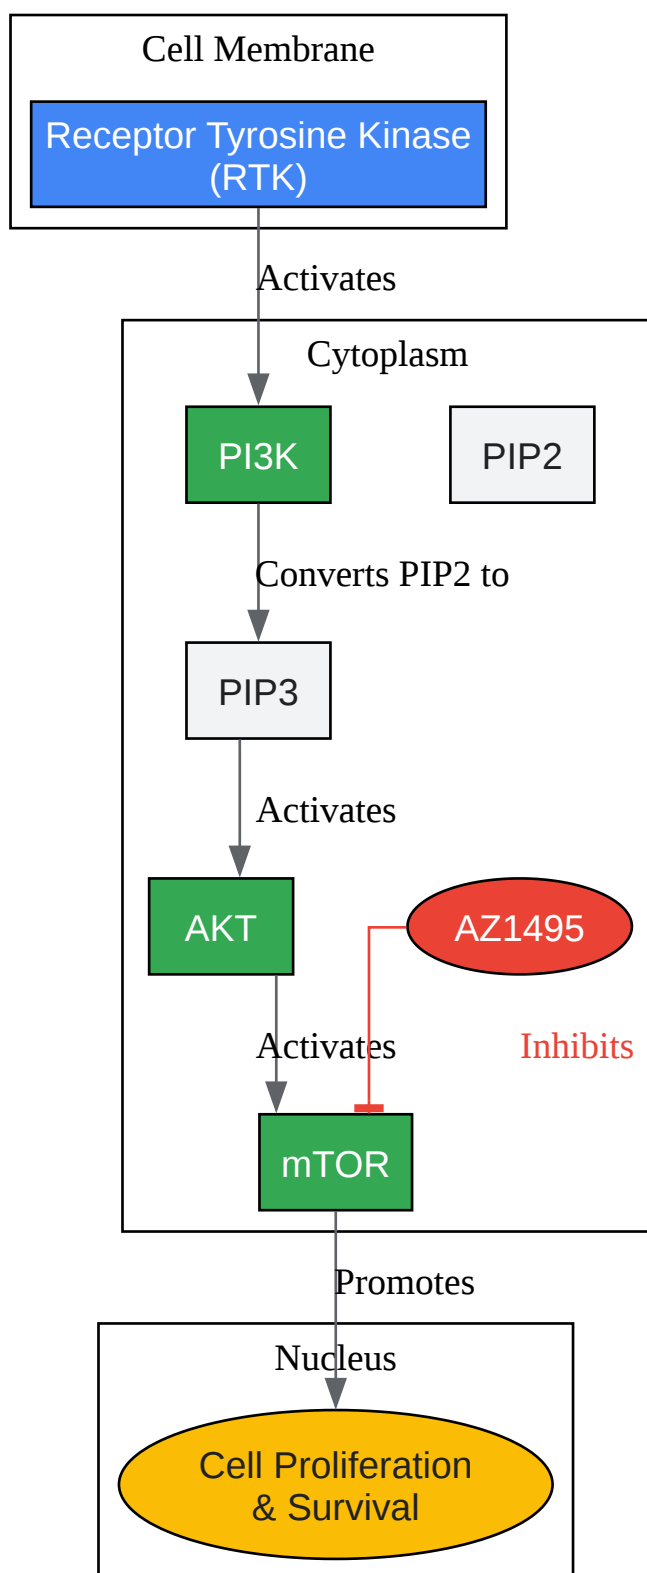 Cell Membrane
Receptor Tyrosine Kinase
(RTK)
Activates
Cytoplasm
PI3K
PIP2
Converts PIP2 to
PIP3
Activates
AKT
AZ1495
Activates
Inhibits
mTOR
Promotes
Nucleus
Cell Proliferation
& Survival